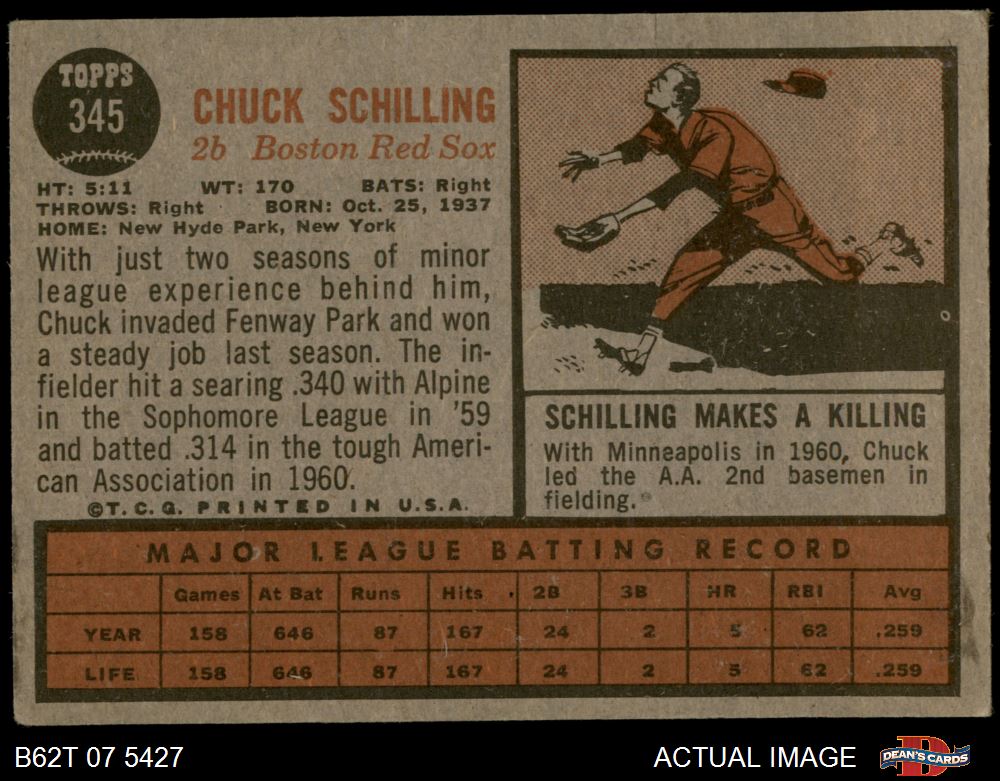 TOPPS
345
CHUCK SCHILLING
2b Boston Red Sox
HT: 5:11 WT: 170 BATS: Right
THROWS: Right BORN: Oct. 25, 1937
HOME: New Hyde Park, New York
With just two seasons of minor
league experience behind him,
Chuck invaded Fenway Park and won
a steady job last season. The in-
fielder hit a searing .340 with Alpine
in the Sophomore League in '59
and batted .314 in the tough Ameri-
can Association in 1960.
©T. C. G. PRINTED IN U.S.A.
SCHILLING MAKES A KILLING
With Minneapolis in 1960, Chuck
led the A.A. 2nd basemen in
fielding.
MAJOR LEAGUE BATTING RECORD
Games At Bat Runs Hits 2B 3B HR RBI Avg
YEAR 158 646 87 167 24 2 5 62 .259
LIFE 158 646 87 167 24 2 5 62 .259
B62T 07 5427 ACTUAL IMAGE DEAN'S CARDS